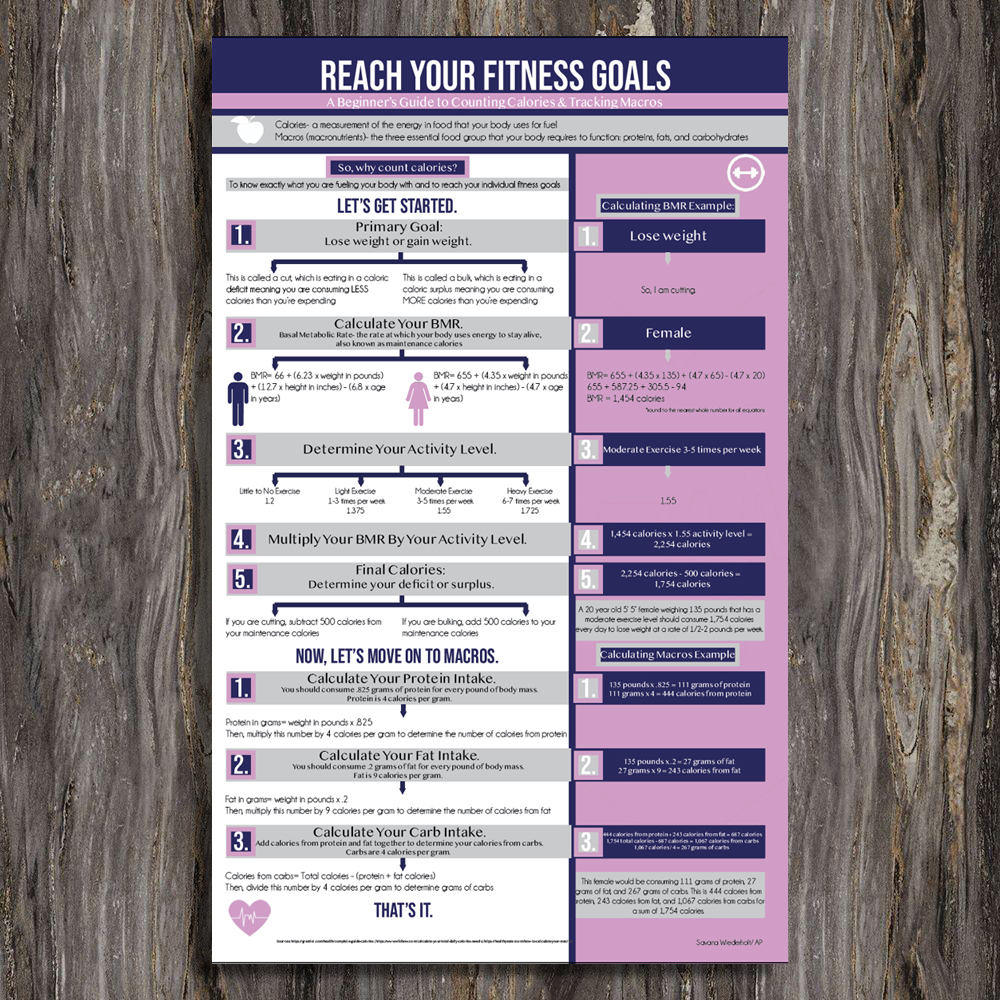 REACH YOUR FITNESS GOALS
A Beginner's Guide to Counting Calories & Tracking Macros
Calories- a measurement of the energy in food that your body uses for fuel
Macros (macronutrients)- the three essential food group that your body requires to function: proteins, fats, and carbohydrates
So, why count calories?
To know exactly what you are fueling your body with and to reach your individual fitness goals
LET'S GET STARTED.
1.
Primary Goal:
Lose weight or gain weight.
This is called a cut, which is eating in a caloric
deficit meaning you are consuming LESS
calories than you're expending
This is called a bulk, which is eating in a
caloric surplus meaning you are consuming
MORE calories than you're expending
2.
Calculate Your BMR.
Basal Metabolic Rate- the rate at which your body uses energy to stay alive,
also known as maintenance calories
BMR= 66 + (6.23 x weight in pounds)
+ (12.7 x height in inches) - (6.8 x age
in years)
BMR= 655 + (4.35 x weight in pounds
+ (4.7 x height in inches) - (4.7 x age
in years)
3.
Determine Your Activity Level.
Little to No Exercise
1.2
Light Exercise
1-3 times per week
1.375
Moderate Exercise
3-5 times per week
1.55
Heavy Exercise
6-7 times per week
1.725
4.
Multiply Your BMR By Your Activity Level.
5.
Final Calories:
Determine your deficit or surplus.
If you are cutting, subtract 500 calories from
your maintenance calories
If you are bulking, add 500 calories to your
maintenance calories
NOW, LET'S MOVE ON TO MACROS.
1.
Calculate Your Protein Intake.
You should consume .825 grams of protein for every pound of body mass.
Protein is 4 calories per gram.
Protein in grams= weight in pounds x .825
Then, multiply this number by 4 calories per gram to determine the number of calories from protein
2.
Calculate Your Fat Intake.
You should consume .2 grams of fat for every pound of body mass.
Fat is 9 calories per gram.
Fat in grams= weight in pounds x .2
Then, multiply this number by 9 calories per gram to determine the number of calories from fat
3.
Calculate Your Carb Intake.
Add calories from protein and fat together to determine your calories from carbs.
Carbs are 4 calories per gram.
Calories from carbs= Total calories - (protein + fat calories)
Then, divide this number by 4 calories per gram to determine grams of carbs
THAT'S IT.
Calculating BMR Example:
1.
Lose weight
So, I am cutting.
2.
Female
BMR= 655 + (4.35 x 135) + (4.7 x 65) - (4.7 x 20)
655 + 587.25 + 305.5 - 94
BMR = 1,454 calories
*round to the nearest whole number for all equations
3.
Moderate Exercise 3-5 times per week
1.55
4.
1,454 calories x 1.55 activity level =
2,254 calories
5.
2,254 calories - 500 calories =
1,754 calories
A 20 year old 5' 5" female weighing 135 pounds that has a
moderate exercise level should consume 1,754 calories
every day to lose weight at a rate of 1/2-2 pounds per week.
Calculating Macros Example
1.
135 pounds x .825 = 111 grams of protein
111 grams x 4 = 444 calories from protein
2.
135 pounds x .2 = 27 grams of fat
27 grams x 9 = 243 calories from fat
3.
444 calories from protein + 243 calories from fat = 687 calories
1,754 total calories - 687 calories = 1,067 calories from carbs
1,067 calories / 4 = 267 grams of carbs
This female would be consuming 111 grams of protein, 27
grams of fat, and 267 grams of carbs. This is 444 calories from
protein, 243 calories from fat, and 1,067 calories from carbs for
a sum of 1,754 calories.
Savana Wiederholt/ AP